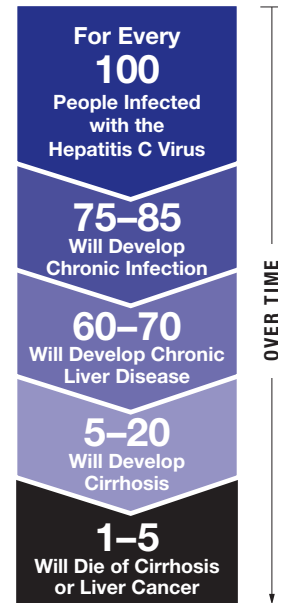 For Every
100
People Infected
with the
Hepatitis C Virus
75–85
Will Develop
Chronic Infection
60–70
Will Develop Chronic
Liver Disease
5–20
Will Develop
Cirrhosis
1–5
Will Die of Cirrhosis
or Liver Cancer
OVER TIME